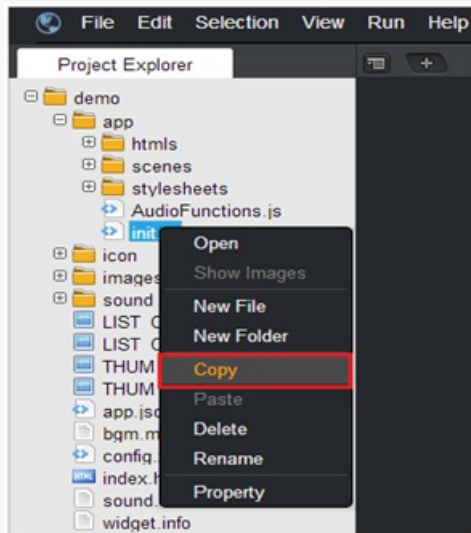 File Edit Selection View Run Help
Project Explorer
demo
app
htmls
scenes
stylesheets
AudioFunctions.js
init
Open
icon
Show Images
images
New File
sound
New Folder
LIST
LIST
Copy
THUM
Paste
THUM
Delete
app.jso
bgm.m
Rename
config.
index.h
Property
sound.
widget.info